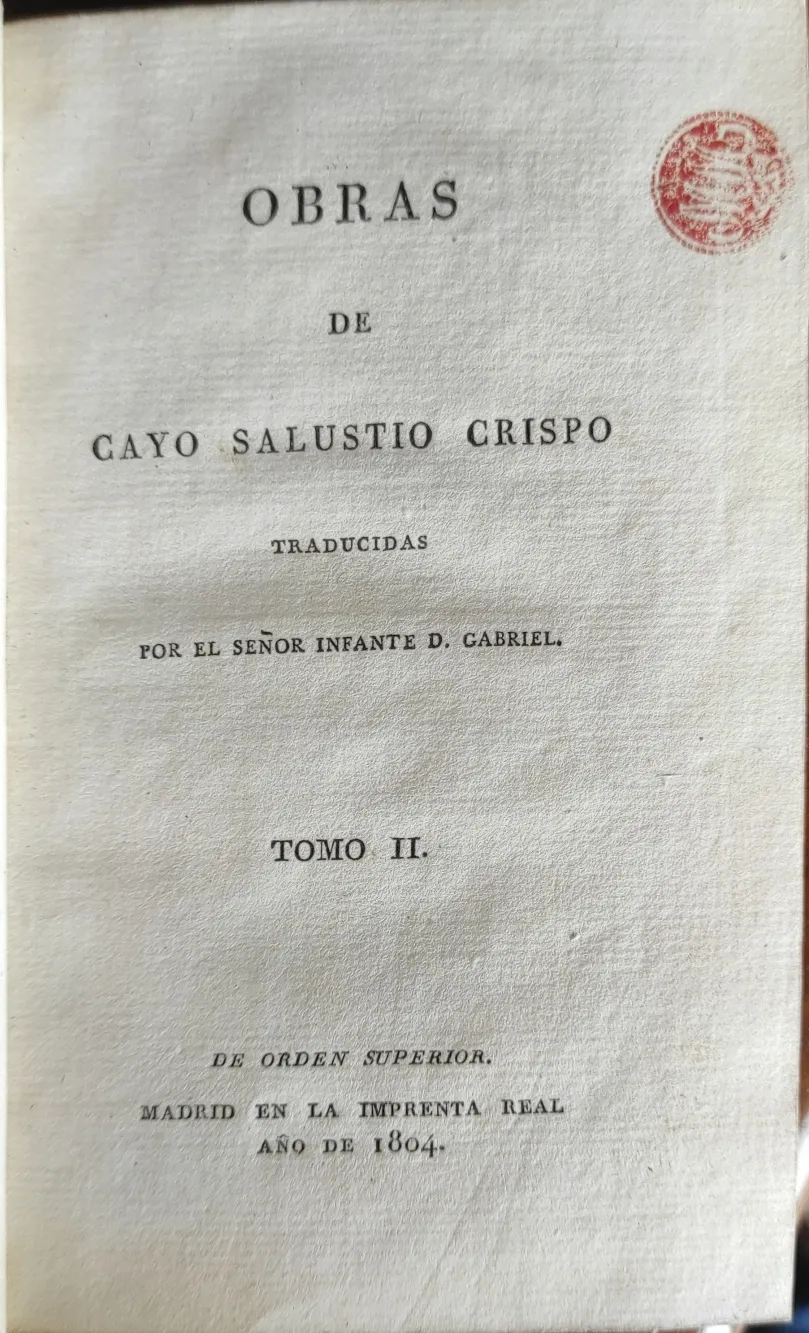 OBRAS
DE
CAYO SALUSTIO CRISPO
TRADUCIDAS
POR EL SEÑOR INFANTE D. GABRIEL.
TOMO II.
DE ORDEN SUPERIOR.
MADRID EN LA IMPRENTA REAL
AÑO DE 1804.